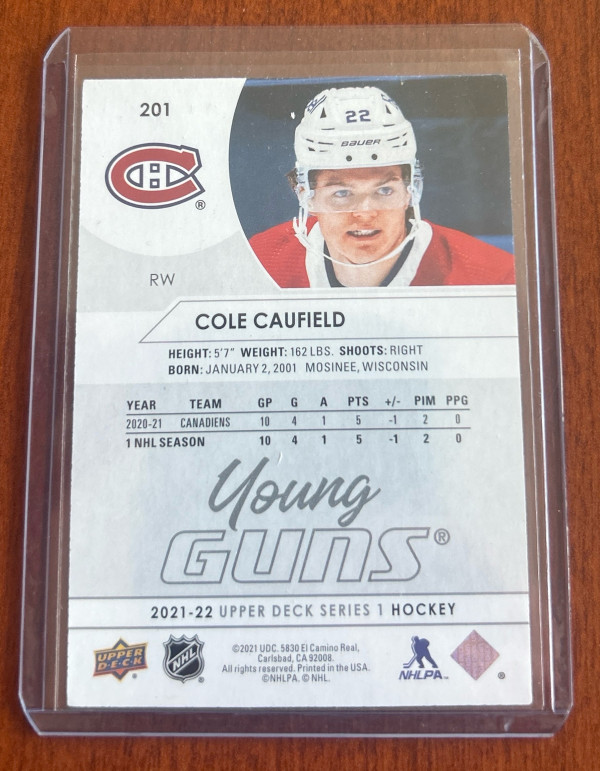 201
22
BAUER
®
RW
COLE CAUFIELD
HEIGHT: 5'7" WEIGHT: 162 LBS. SHOOTS: RIGHT
BORN: JANUARY 2, 2001 MOSINEE, WISCONSIN
YEAR TEAM GP G A PTS +/- PIM PPG
2020-21 CANADIENS 10 4 1 5 -1 2 0
1 NHL SEASON 10 4 1 5 -1 2 0
Young
GUNS®
2021-22 UPPER DECK SERIES 1 HOCKEY
UPPER
D·E·C·K
NHL
©2021 UDC. 5830 El Camino Real,
Carlsbad, CA 92008.
All rights reserved. Printed in the USA.
©NHLPA. © NHL.
NHLPA™
®